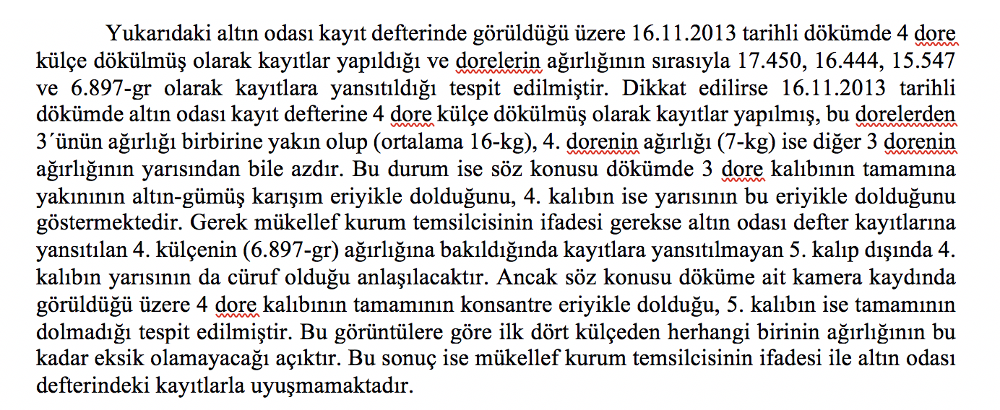 Yukarıdaki altın odası kayıt defterinde görüldüğü üzere 16.11.2013 tarihli dökümde 4 dore
külçe dökülmüş olarak kayıtlar yapıldığı ve dorelerin ağırlığının sırasıyla 17.450, 16.444, 15.547
ve 6.897-gr olarak kayıtlara yansıtıldığı tespit edilmiştir. Dikkat edilirse 16.11.2013 tarihli
dökümde altın odası kayıt defterine 4 dore külçe dökülmüş olarak kayıtlar yapılmış, bu dorelerden
3´ünün ağırlığı birbirine yakın olup (ortalama 16-kg), 4. dorenin ağırlığı (7-kg) ise diğer 3 dorenin
ağırlığının yarısından bile azdır. Bu durum ise söz konusu dökümde 3 dore kalıbının tamamına
yakınının altın-gümüş karışım eriyikle dolduğunu, 4. kalıbın ise yarısının bu eriyikle dolduğunu
göstermektedir. Gerek mükellef kurum temsilcisinin ifadesi gerekse altın odası defter kayıtlarına
yansıtılan 4. külçenin (6.897-gr) ağırlığına bakıldığında kayıtlara yansıtılmayan 5. kalıp dışında 4.
kalıbın yarısının da cüruf olduğu anlaşılacaktır. Ancak söz konusu döküme ait kamera kaydında
görüldüğü üzere 4 dore kalıbının tamamının konsantre eriyikle dolduğu, 5. kalıbın ise tamamının
dolmadığı tespit edilmiştir. Bu görüntülere göre ilk dört külçeden herhangi birinin ağırlığının bu
kadar eksik olamayacağı açıktır. Bu sonuç ise mükellef kurum temsilcisinin ifadesi ile altın odası
defterindeki kayıtlarla uyuşmamaktadır.